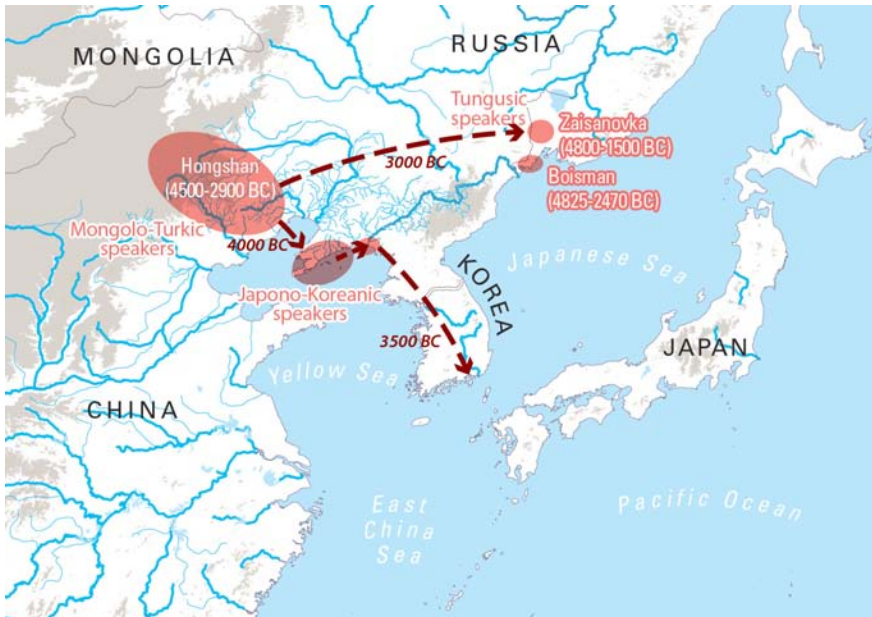 MONGOLIA
RUSSIA
Tungusic
speakers
Zaisanovka
(4800-1500 BC)
3000 BC
Hongshan
(4500-2900 BC)
Boisman
(4825-2470 BC)
Mongolo-Turkic
speakers
4000 BC
Japono-Koreanic
speakers
KOREA
Japanese Sea
3500 BC
JAPAN
Yellow Sea
CHINA
East
China
Sea
Pacific Ocean